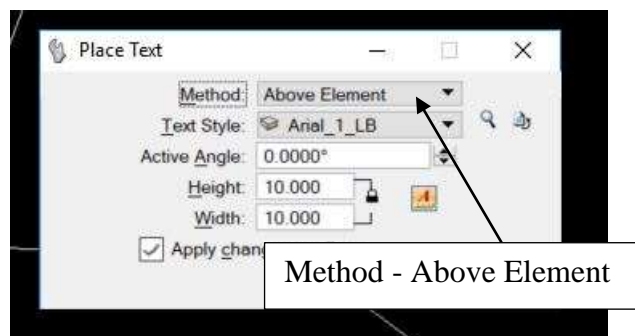 Place Text
Method: Above Element
Text Style: Arial_1_LB
Active Angle: 0.0000°
Height: 10.000
Width: 10.000
Apply
Method - Above Element